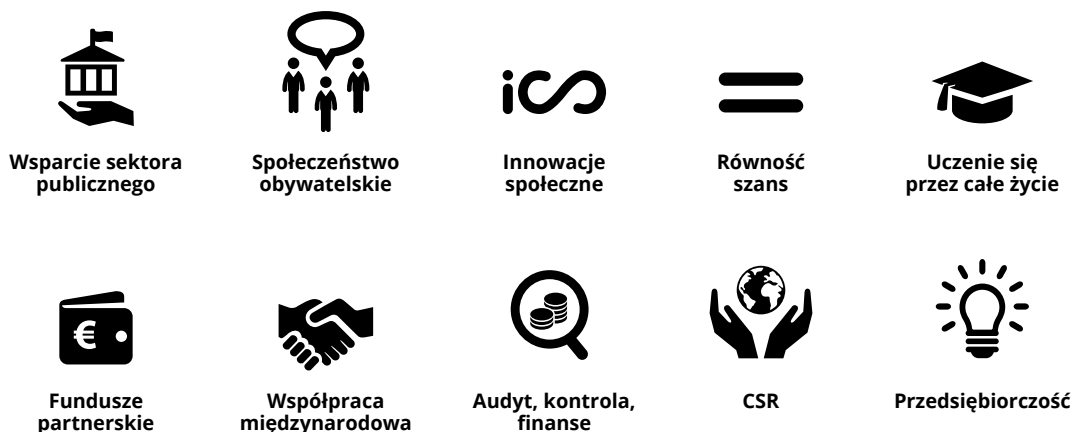 iCS
Wsparcie sektora
publicznego
Społeczeństwo
obywatelskie
Innowacje
społeczne
Równość
szans
Uczenie się
przez całe życie
€
Fundusze
partnerskie
Współpraca
międzynarodowa
Audyt, kontrola,
finanse
CSR
Przedsiębiorczość